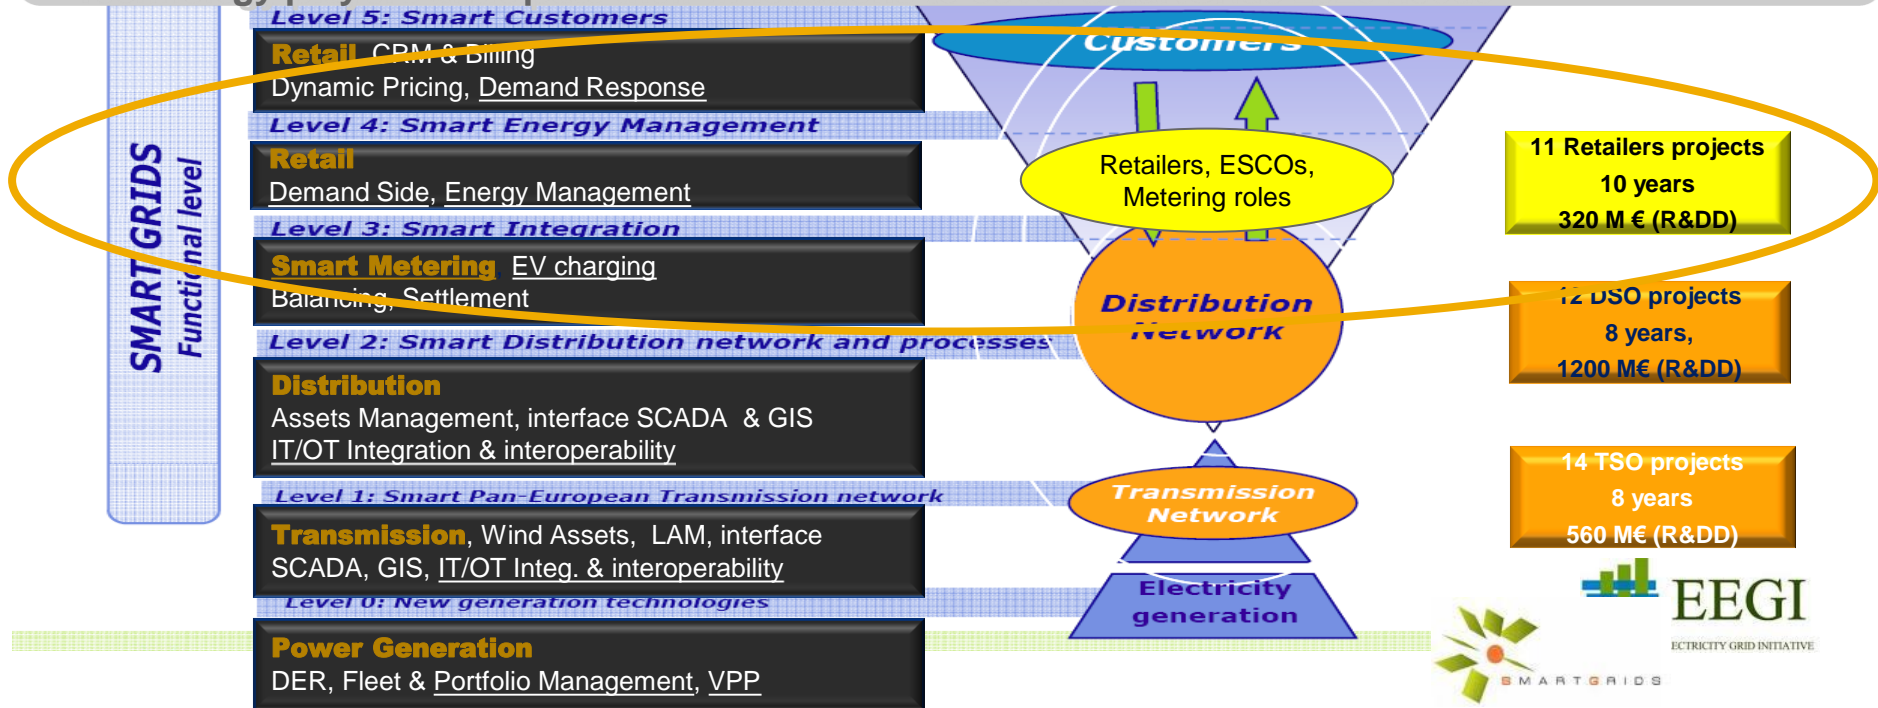 Level 5: Smart Customers
Retail CRM & Billing
Dynamic Pricing, Demand Response
Level 4: Smart Energy Management
Retail
Demand Side, Energy Management
Level 3: Smart Integration
Smart Metering, EV charging
Balancing, Settlement
Level 2: Smart Distribution network and processes
Distribution
Assets Management, interface SCADA & GIS
IT/OT Integration & interoperability
Level 1: Smart Pan-European Transmission network
Transmission, Wind Assets, LAM, interface
SCADA, GIS, IT/OT Integ. & interoperability
Level 0: New generation technologies
Power Generation
DER, Fleet & Portfolio Management, VPP
SMART GRIDS
Functional level
Customers
Retailers, ESCOs,
Metering roles
Distribution
Network
Transmission
Network
Electricity
generation
11 Retailers projects
10 years
320 M € (R&DD)
12 DSO projects
8 years,
1200 M€ (R&DD)
14 TSO projects
8 years
560 M€ (R&DD)
EEGI
ECTRICITY GRID INITIATIVE
SMARTGRIDS